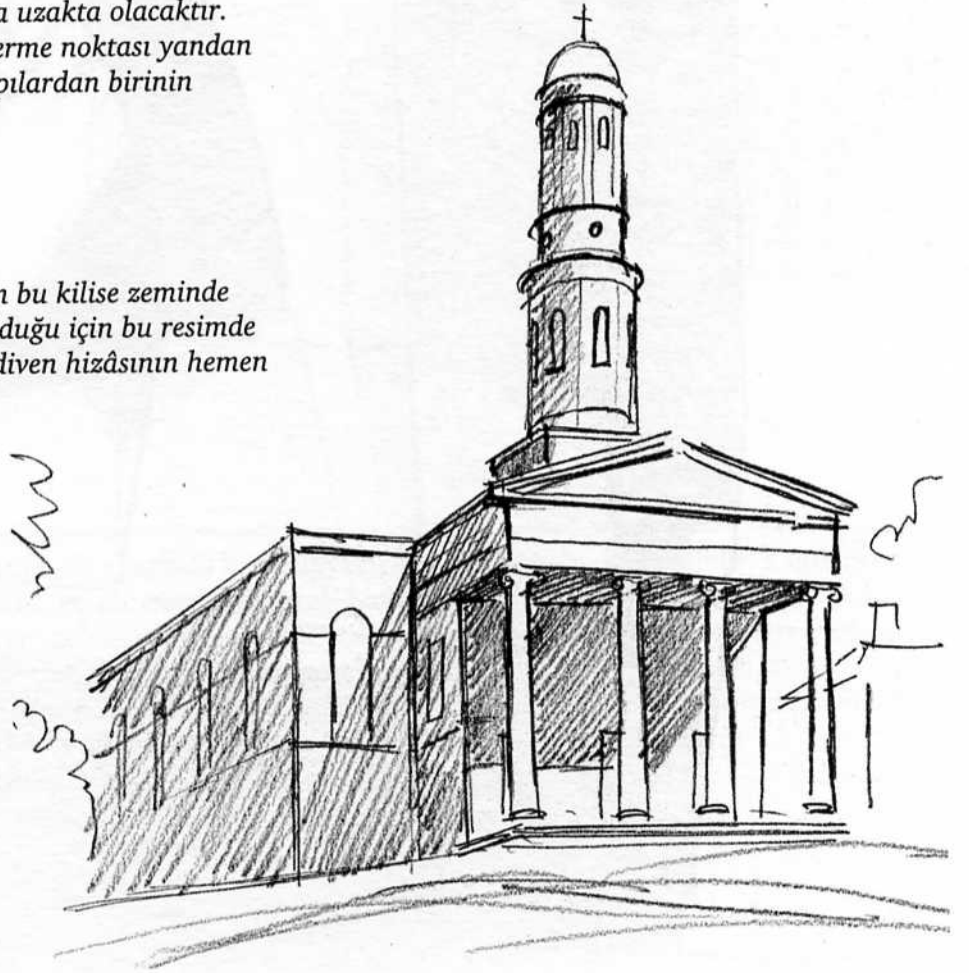 a uzakta olacaktır.
erme noktası yandan
pılardan birinin
n bu kilise zeminde
duğu için bu resimde
diven hizâsının hemen